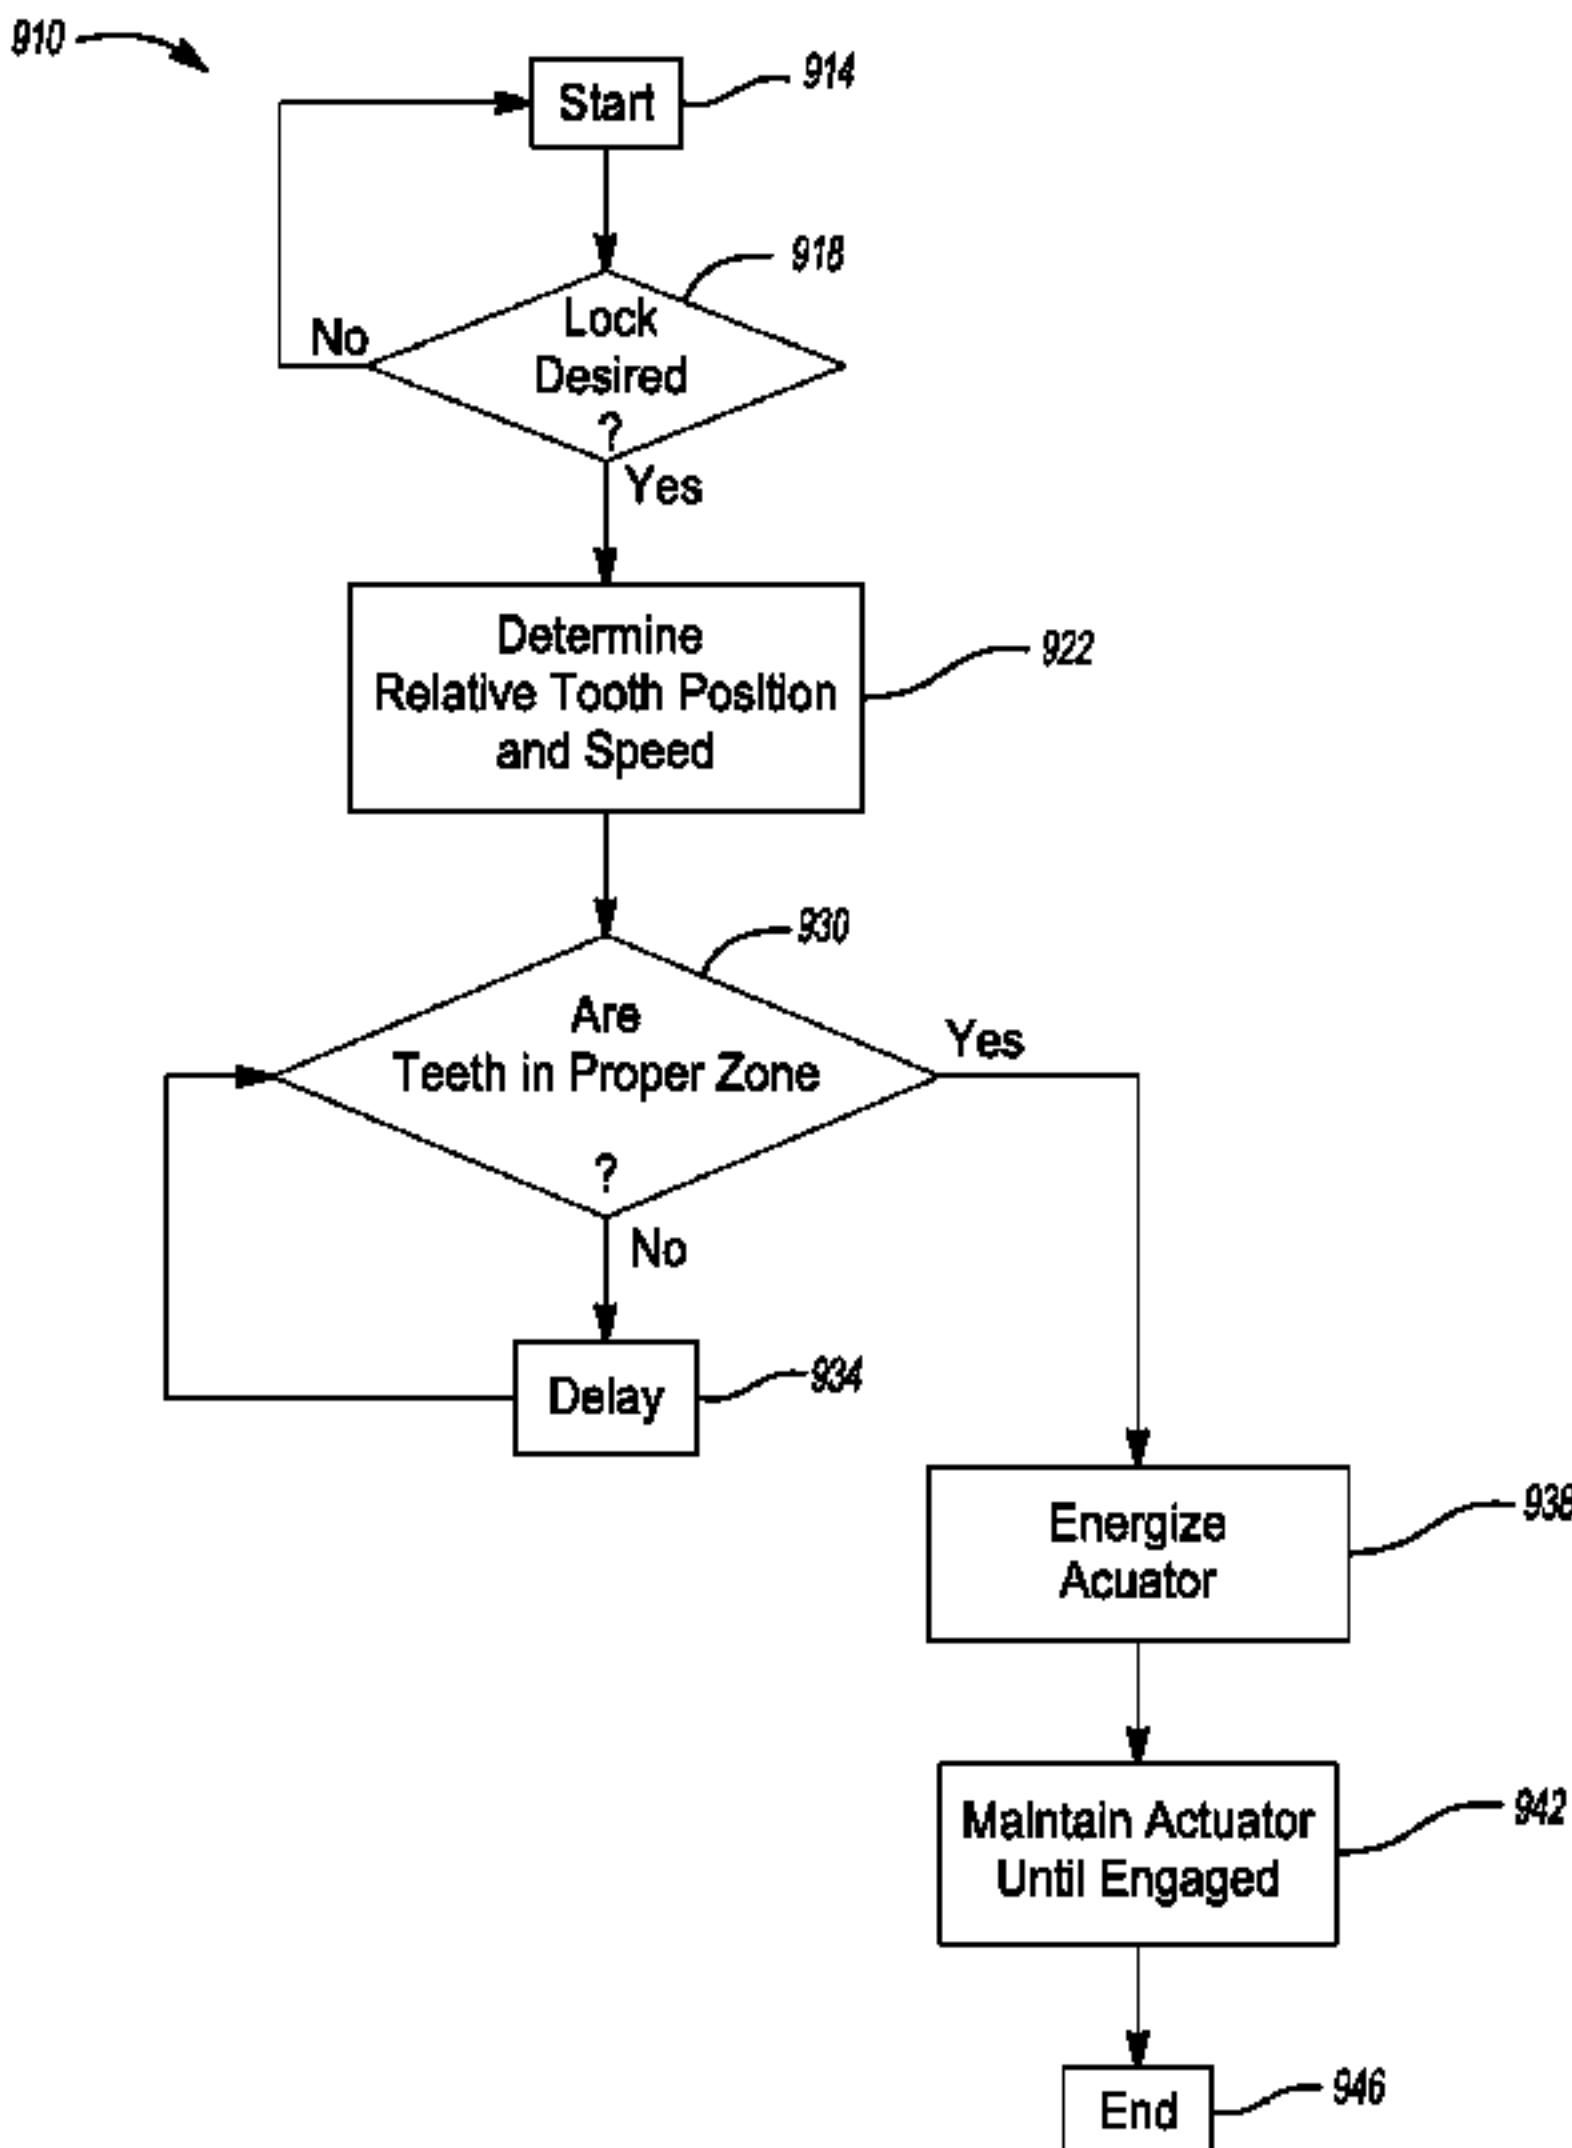 910
Start
914
918
Lock
Desired
?
No
Yes
Determine
Relative Tooth Position
and Speed
922
930
Are
Teeth in Proper Zone
?
Yes
No
Delay
934
Energize
Acuator
938
Maintain Actuator
Until Engaged
942
End
946